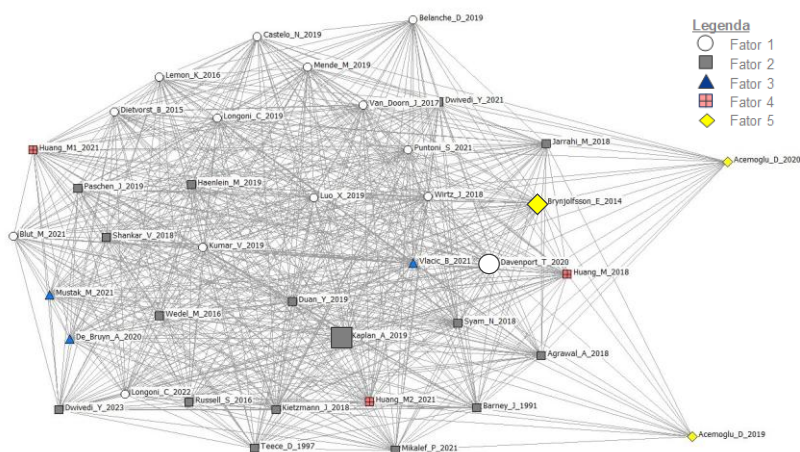 Legenda
Fator 1
Fator 2
Fator 3
Fator 4
Fator 5
Belanche_D_2019
Castelo_N_2019
Mende_M_2019
Lemon_K_2016
Van_Doorn_J_2017
Dwivedi_Y_2021
Dietvorst_B_2015
Longoni_C_2019
Huang_M1_2021
Puntoni_S_2021
Jarrahi_M_2018
Acemoglu_D_2020
Paschen_J_2019
Haenlein_M_2019
Luo_X_2019
Wirtz_J_2018
Brynjolfsson_E_2014
Blut_M_2021
Shankar_V_2018
Kumar_V_2019
Vlacic_B_2021
Davenport_T_2020
Huang_M_2018
Mustak_M_2021
Duan_Y_2019
Wedel_M_2016
Syam_N_2018
De_Bruyn_A_2020
Kaplan_A_2019
Agrawal_A_2018
Longoni_C_2022
Russell_S_2016
Huang_M2_2021
Dwivedi_Y_2023
Kietzmann_J_2018
Barney_J_1991
Acemoglu_D_2019
Teece_D_1997
Mikalef_P_2021